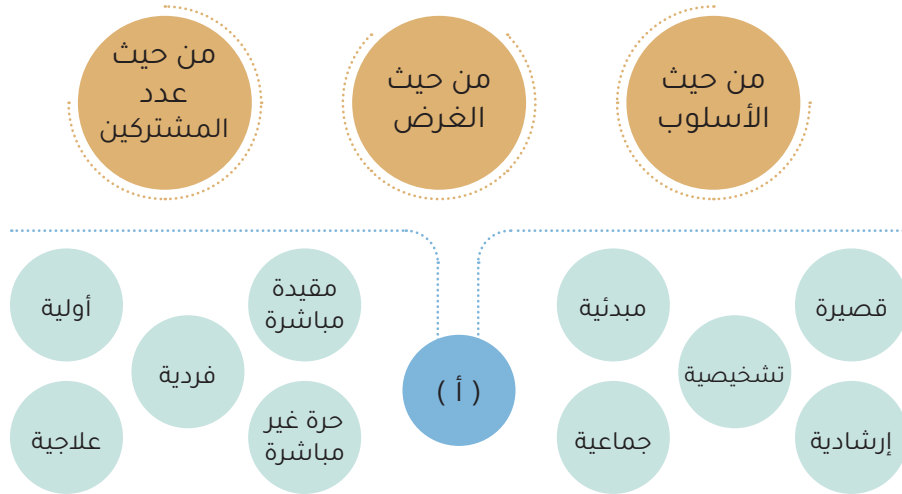 من حيث
الأسلوب
من حيث
الغرض
من حيث
عدد
المشتركين
قصيرة
مبدئية
تشخيصية
إرشادية
جماعية
( أ )
مقيدة
مباشرة
أولية
فردية
حرة غير
مباشرة
علاجية